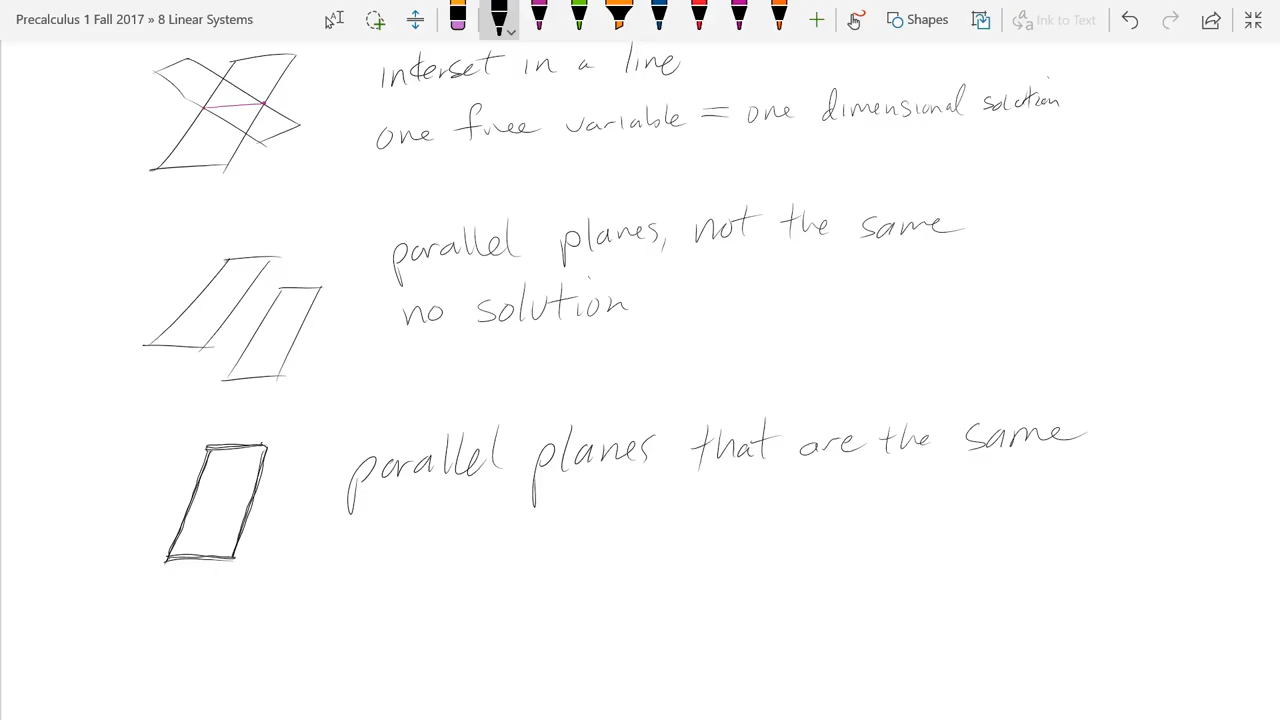 Precalculus 1 Fall 2017 » 8 Linear Systems
Shapes
Ink to Text
interset in a line
one free variable = one dimensional solution
parallel planes, not the same
no solution
parallel planes that are the same